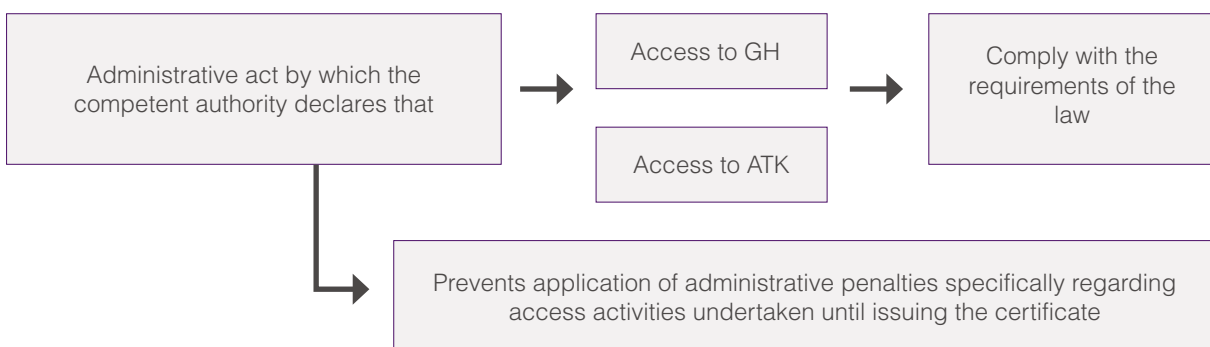 Administrative act by which the
competent authority declares that
Access to GH
Access to ATK
Comply with the
requirements of the
law
Prevents application of administrative penalties specifically regarding
access activities undertaken until issuing the certificate